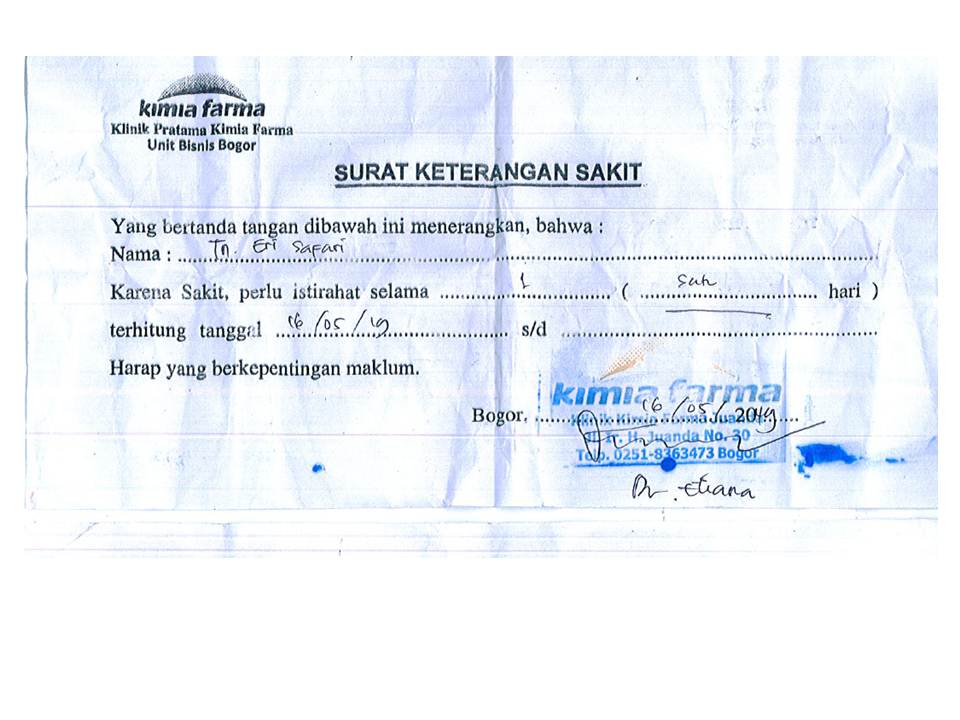 kimia farma
Klinik Pratama Kimia Farma
Unit Bisnis Bogor
SURAT KETERANGAN SAKIT
Yang bertanda tangan dibawah ini menerangkan, bahwa :
Nama : Tn. Eri Safari
Karena Sakit, perlu istirahat selama 1 ( Satu hari )
terhitung tanggal 16/05/19 s/d
Harap yang berkepentingan maklum.
kimia farma
Bogor, 16/05/2019
Klinik Kimia Farma Juanda
Jl. Ir. H. Juanda No. 30
Telp. 0251-8363473 Bogor
Dr.